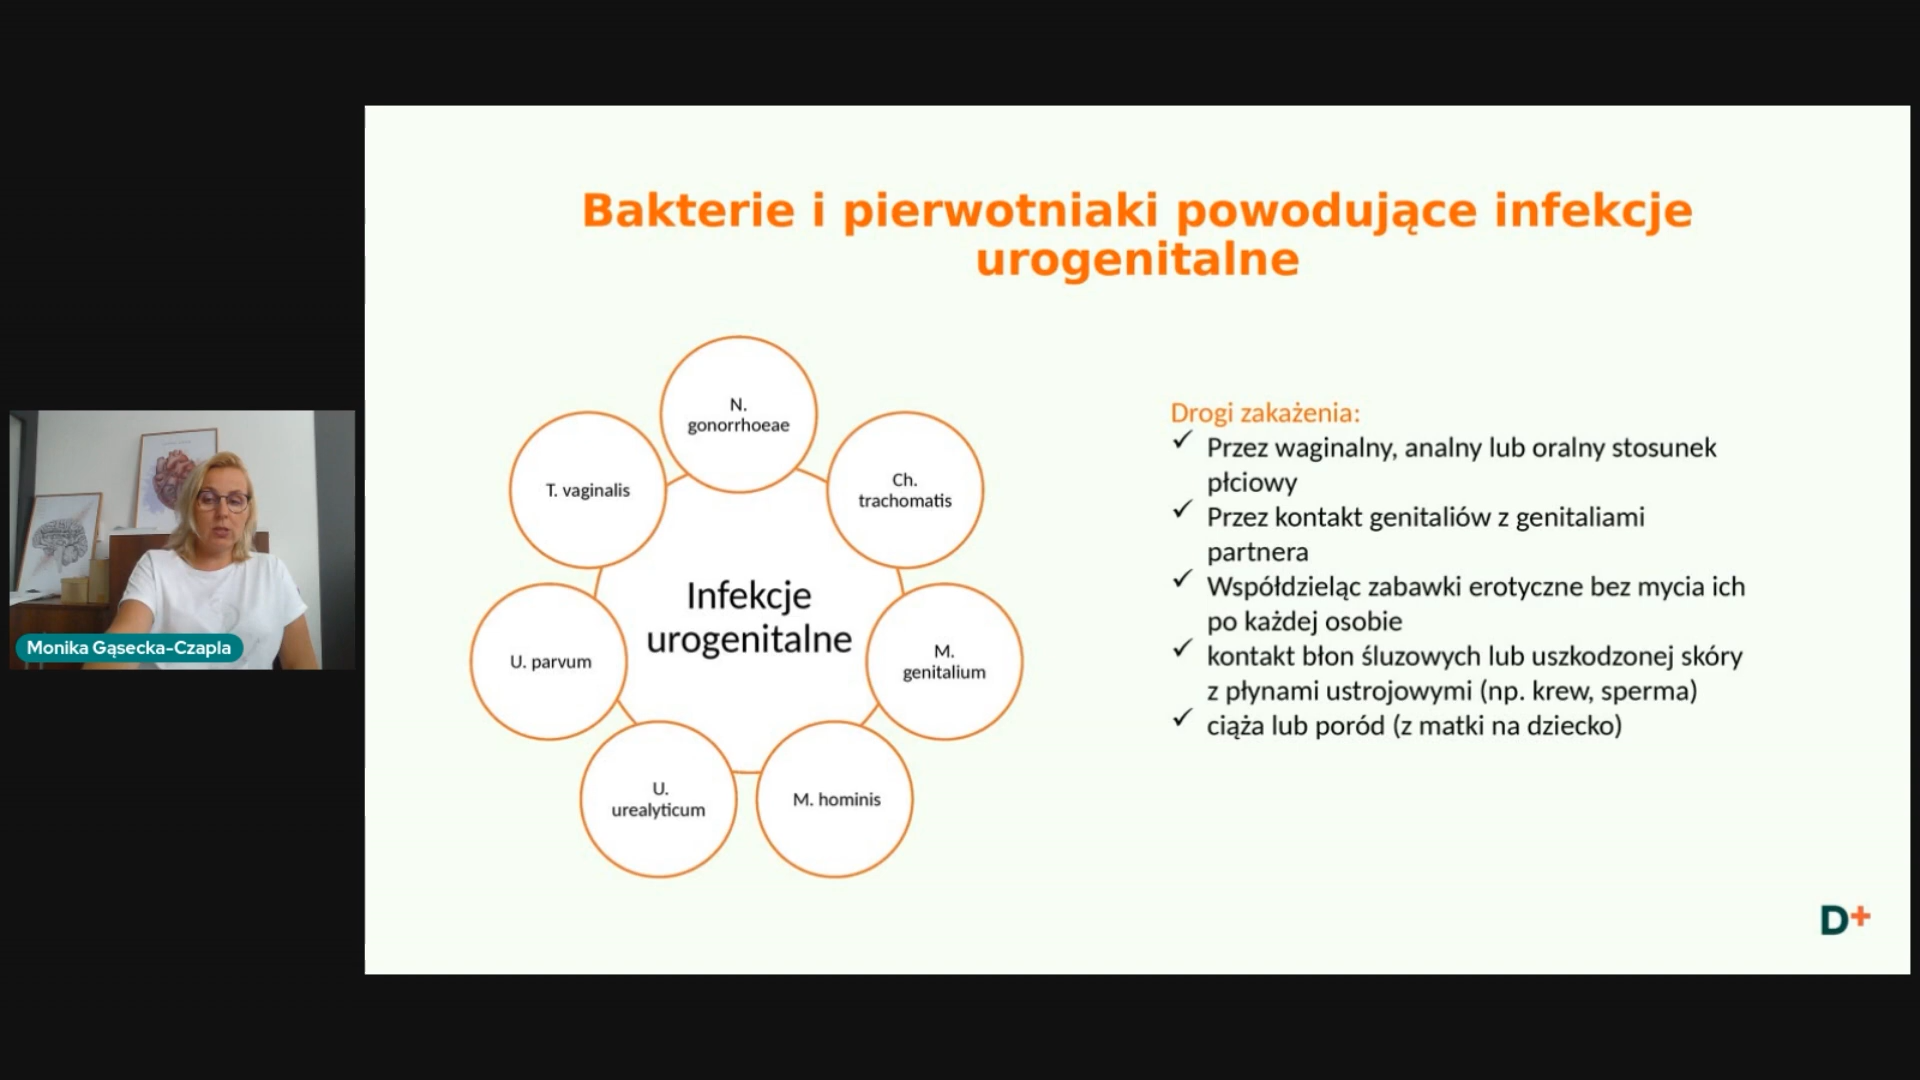 Bakterie i pierwotniaki powodujące infekcje
urogenitalne
N.
gonorrhoeae
Ch.
trachomatis
M.
genitalium
M. hominis
U.
urealyticum
U. parvum
T. vaginalis
Infekcje
urogenitalne
Drogi zakażenia:
Przez waginalny, analny lub oralny stosunek
płciowy
Przez kontakt genitaliów z genitaliami
partnera
Współdzieląc zabawki erotyczne bez mycia ich
po każdej osobie
kontakt błon śluzowych lub uszkodzonej skóry
z płynami ustrojowymi (np. krew, sperma)
ciąża lub poród (z matki na dziecko)
Monika Gąsecka-Czapla
D+